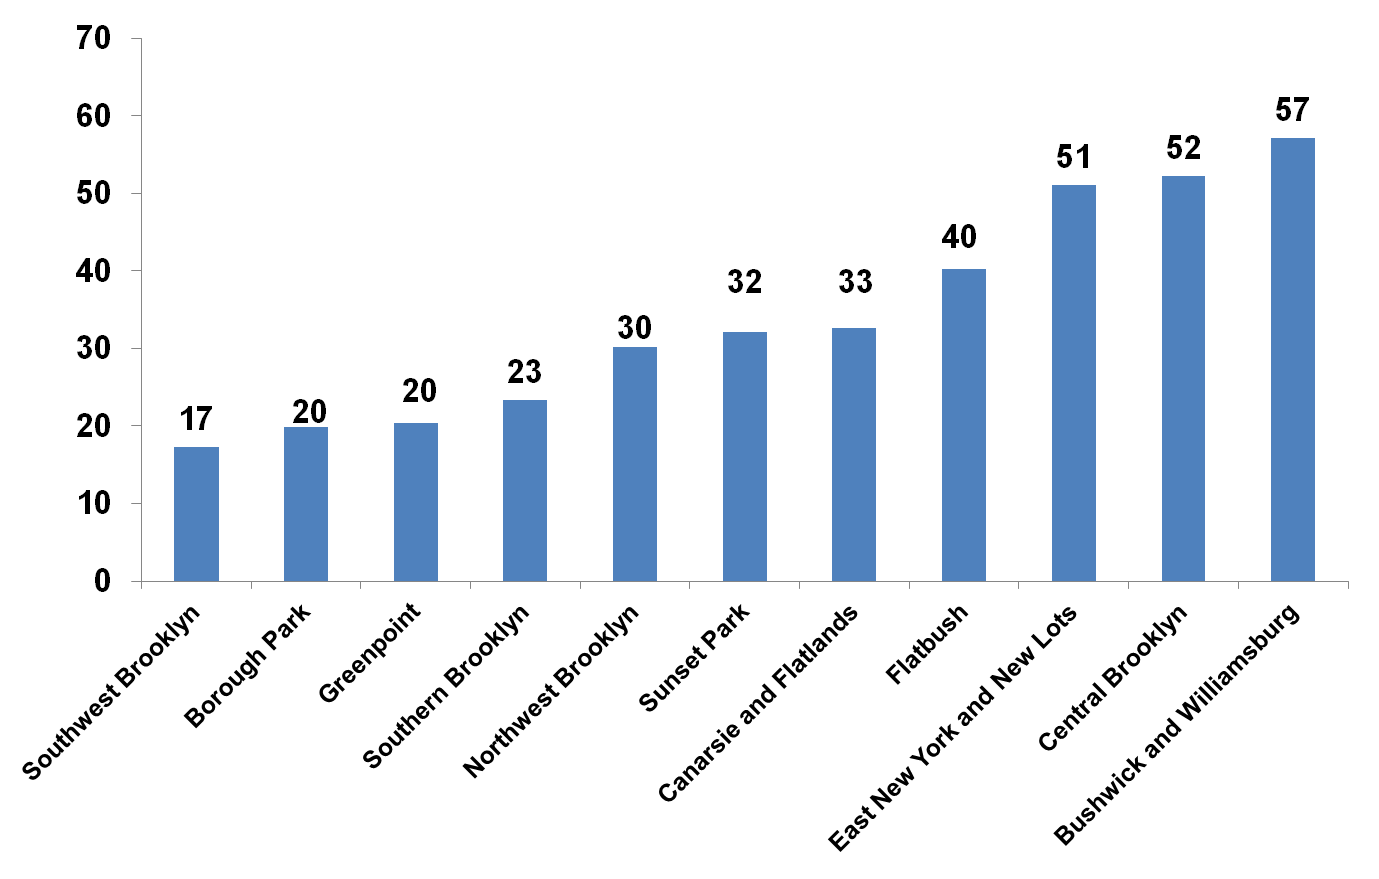 70
60
50
40
30
20
10
0
17
20
20
23
30
32
33
40
51
52
57
Southwest Brooklyn
Borough Park
Greenpoint
Southern Brooklyn
Northwest Brooklyn
Sunset Park
Canarsie and Flatlands
Flatbush
East New York and New Lots
Central Brooklyn
Bushwick and Williamsburg